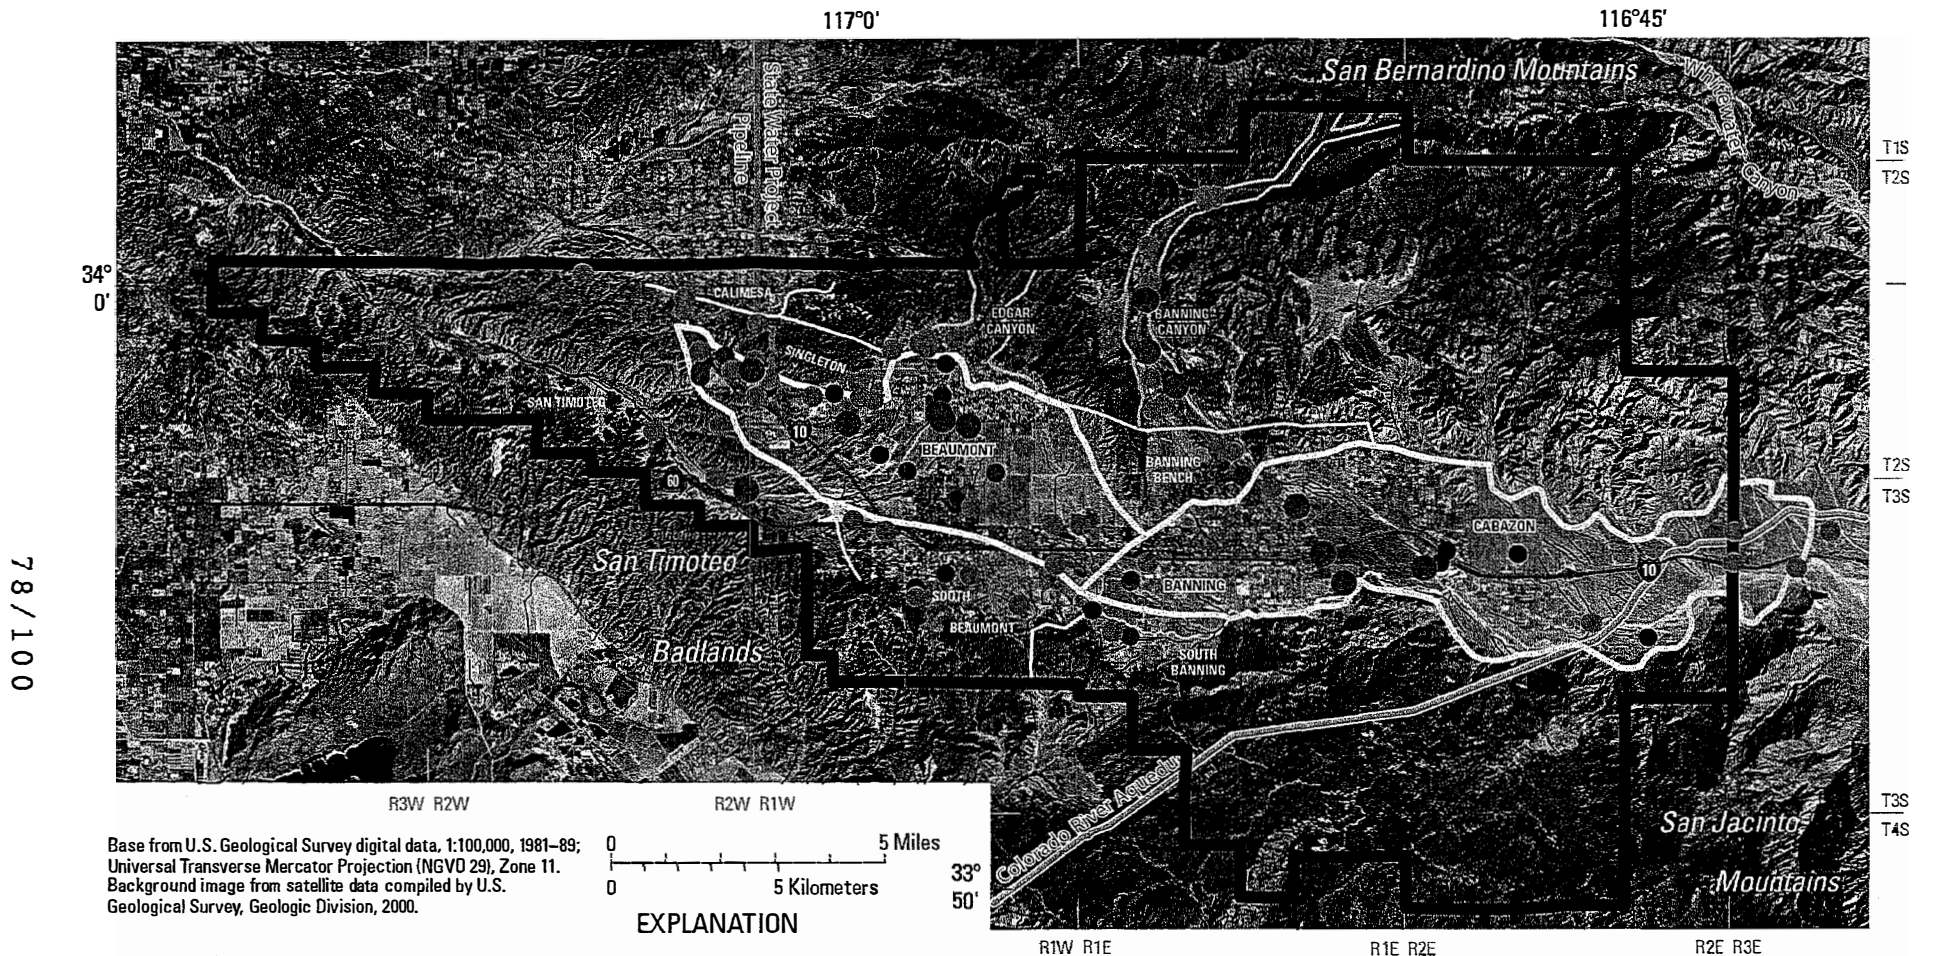 117°0'
116°45'
San Bernardino Mountains
Whitewater Canyon
State Water Project
Pipeline
T1S
T2S
34°
0'
CALIMESA
EDGAR
CANYON
BANNING
CANYON
SINGLETON
SAN TIMOTEO
10
BEAUMONT
BANNING
BENCH
60
T2S
T3S
CABAZON
San Timoteo
10
BANNING
SOUTH
BEAUMONT
Badlands
SOUTH
BANNING
78/100
Colorado River Aqueduct
San Jacinto
Mountains
T3S
T4S
R3W R2W
R2W R1W
Base from U.S. Geological Survey digital data, 1:100,000, 1981–89;
Universal Transverse Mercator Projection (NGVD 29), Zone 11.
Background image from satellite data compiled by U.S.
Geological Survey, Geologic Division, 2000.
0 5 Miles
0 5 Kilometers
33°
50'
EXPLANATION
R1W R1E
R1E R2E
R2E R3E